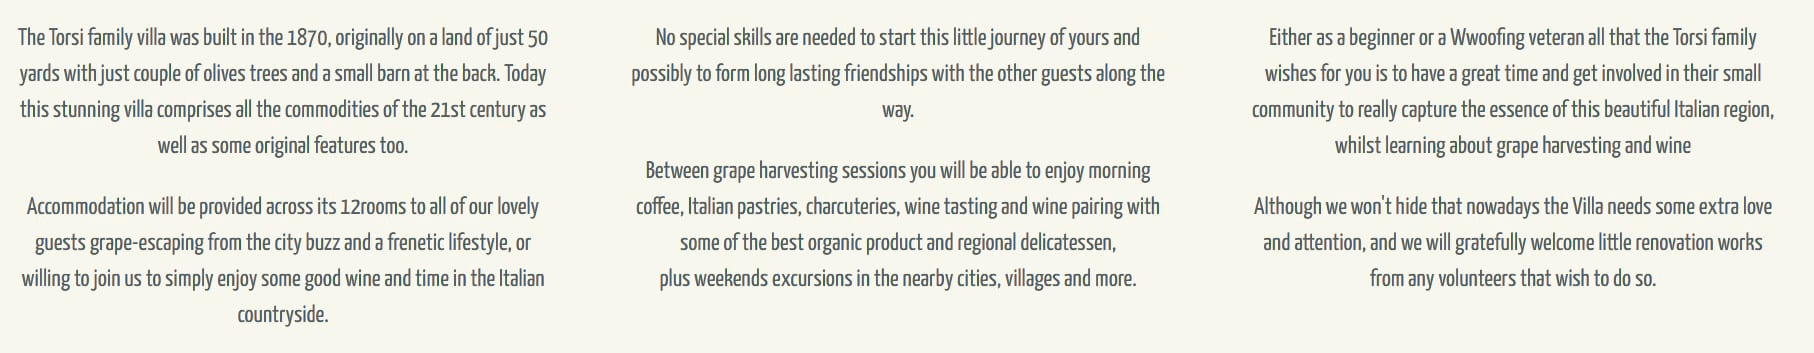 The Torsi family villa was built in the 1870, originally on a land of just 50
yards with just couple of olives trees and a small barn at the back. Today
this stunning villa comprises all the commodities of the 21st century as
well as some original features too.
Accommodation will be provided across its 12rooms to all of our lovely
guests grape-escaping from the city buzz and a frenetic lifestyle, or
willing to join us to simply enjoy some good wine and time in the Italian
countryside.
No special skills are needed to start this little journey of yours and
possibly to form long lasting friendships with the other guests along the
way.
Between grape harvesting sessions you will be able to enjoy morning
coffee, Italian pastries, charcuteries, wine tasting and wine pairing with
some of the best organic product and regional delicatessen,
plus weekends excursions in the nearby cities, villages and more.
Either as a beginner or a Wwoofing veteran all that the Torsi family
wishes for you is to have a great time and get involved in their small
community to really capture the essence of this beautiful Italian region,
whilst learning about grape harvesting and wine
Although we won't hide that nowadays the Villa needs some extra love
and attention, and we will gratefully welcome little renovation works
from any volunteers that wish to do so.